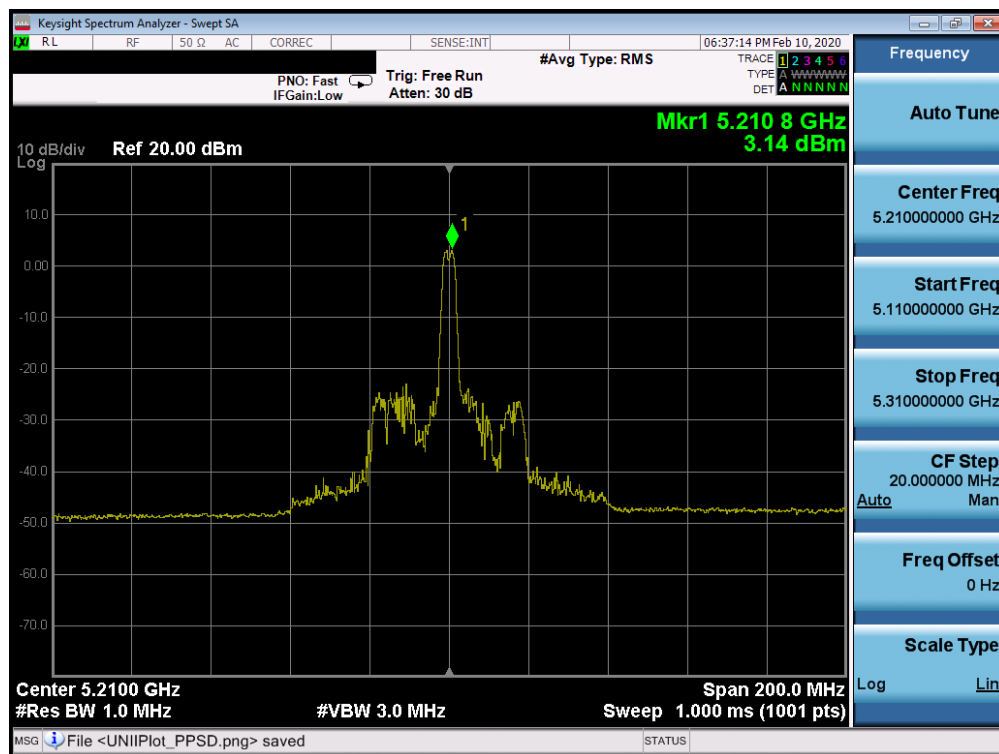 Keysight Spectrum Analyzer - Swept SA
LXI RL RF 50 Ω AC CORREC SENSE:INT 06:37:14 PM Feb 10, 2020
#Avg Type: RMS TRACE 1 2 3 4 5 6
PNO: Fast Trig: Free Run TYPE A WWWWW
IFGain:Low Atten: 30 dB DET A N N N N N
Mkr1 5.210 8 GHz
3.14 dBm
10 dB/div Ref 20.00 dBm
Log
1
10.0
0.00
-10.0
-20.0
-30.0
-40.0
-50.0
-60.0
-70.0
Center 5.2100 GHz Span 200.0 MHz
#Res BW 1.0 MHz #VBW 3.0 MHz Sweep 1.000 ms (1001 pts)
MSG File <UNIIPlot_PPSD.png> saved STATUS
Frequency
Auto Tune
Center Freq
5.210000000 GHz
Start Freq
5.110000000 GHz
Stop Freq
5.310000000 GHz
CF Step
20.000000 MHz
Auto Man
Freq Offset
0 Hz
Scale Type
Log Lin